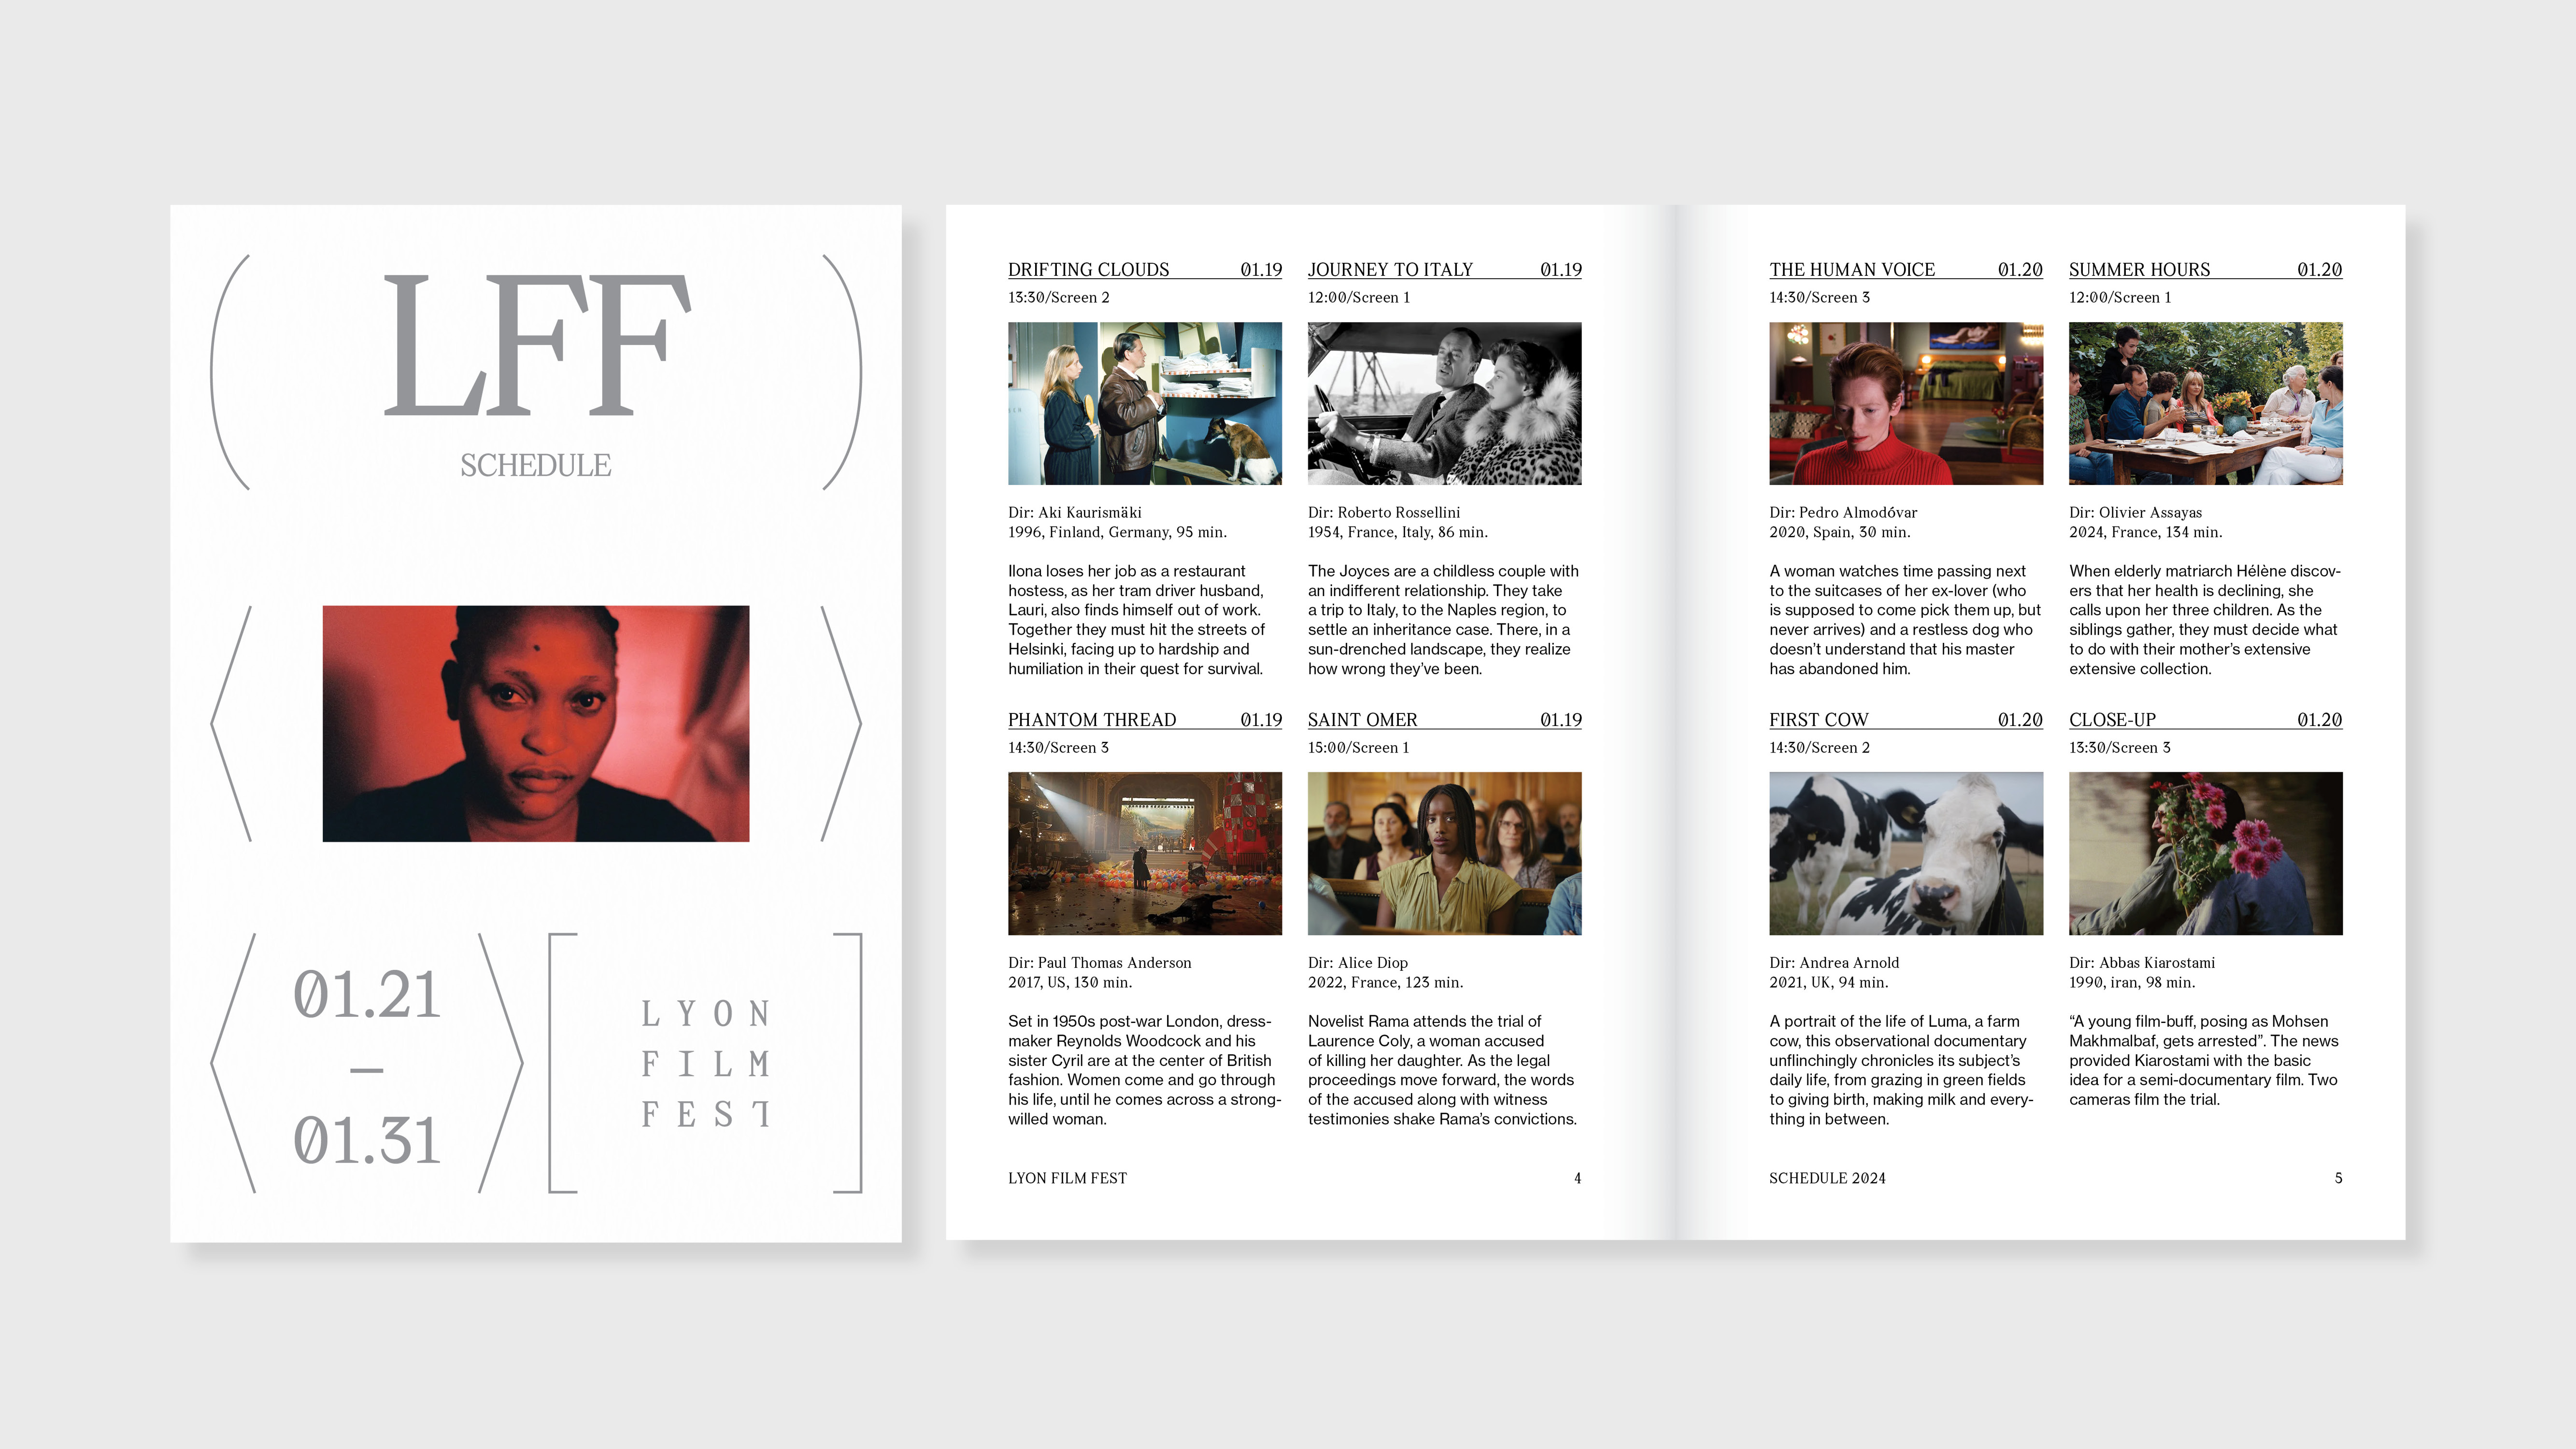 LFF
SCHEDULE
01.21
–
01.31
LYON
FILM
FEST
DRIFTING CLOUDS 01.19
13:30/Screen 2
Dir: Aki Kaurismäki
1996, Finland, Germany, 95 min.
Ilona loses her job as a restaurant
hostess, as her tram driver husband,
Lauri, also finds himself out of work.
Together they must hit the streets of
Helsinki, facing up to hardship and
humiliation in their quest for survival.
JOURNEY TO ITALY 01.19
12:00/Screen 1
Dir: Roberto Rossellini
1954, France, Italy, 86 min.
The Joyces are a childless couple with
an indifferent relationship. They take
a trip to Italy, to the Naples region, to
settle an inheritance case. There, in a
sun-drenched landscape, they realize
how wrong they’ve been.
PHANTOM THREAD 01.19
14:30/Screen 3
Dir: Paul Thomas Anderson
2017, US, 130 min.
Set in 1950s post-war London, dress-
maker Reynolds Woodcock and his
sister Cyril are at the center of British
fashion. Women come and go through
his life, until he comes across a strong-
willed woman.
SAINT OMER 01.19
15:00/Screen 1
Dir: Alice Diop
2022, France, 123 min.
Novelist Rama attends the trial of
Laurence Coly, a woman accused
of killing her daughter. As the legal
proceedings move forward, the words
of the accused along with witness
testimonies shake Rama’s convictions.
LYON FILM FEST 4
THE HUMAN VOICE 01.20
14:30/Screen 3
Dir: Pedro Almodóvar
2020, Spain, 30 min.
A woman watches time passing next
to the suitcases of her ex-lover (who
is supposed to come pick them up, but
never arrives) and a restless dog who
doesn’t understand that his master
has abandoned him.
SUMMER HOURS 01.20
12:00/Screen 1
Dir: Olivier Assayas
2024, France, 134 min.
When elderly matriarch Hélène discov-
ers that her health is declining, she
calls upon her three children. As the
siblings gather, they must decide what
to do with their mother’s extensive
extensive collection.
FIRST COW 01.20
14:30/Screen 2
Dir: Andrea Arnold
2021, UK, 94 min.
A portrait of the life of Luma, a farm
cow, this observational documentary
unflinchingly chronicles its subject’s
daily life, from grazing in green fields
to giving birth, making milk and every-
thing in between.
CLOSE-UP 01.20
13:30/Screen 3
Dir: Abbas Kiarostami
1990, iran, 98 min.
“A young film-buff, posing as Mohsen
Makhmalbaf, gets arrested”. The news
provided Kiarostami with the basic
idea for a semi-documentary film. Two
cameras film the trial.
SCHEDULE 2024 5